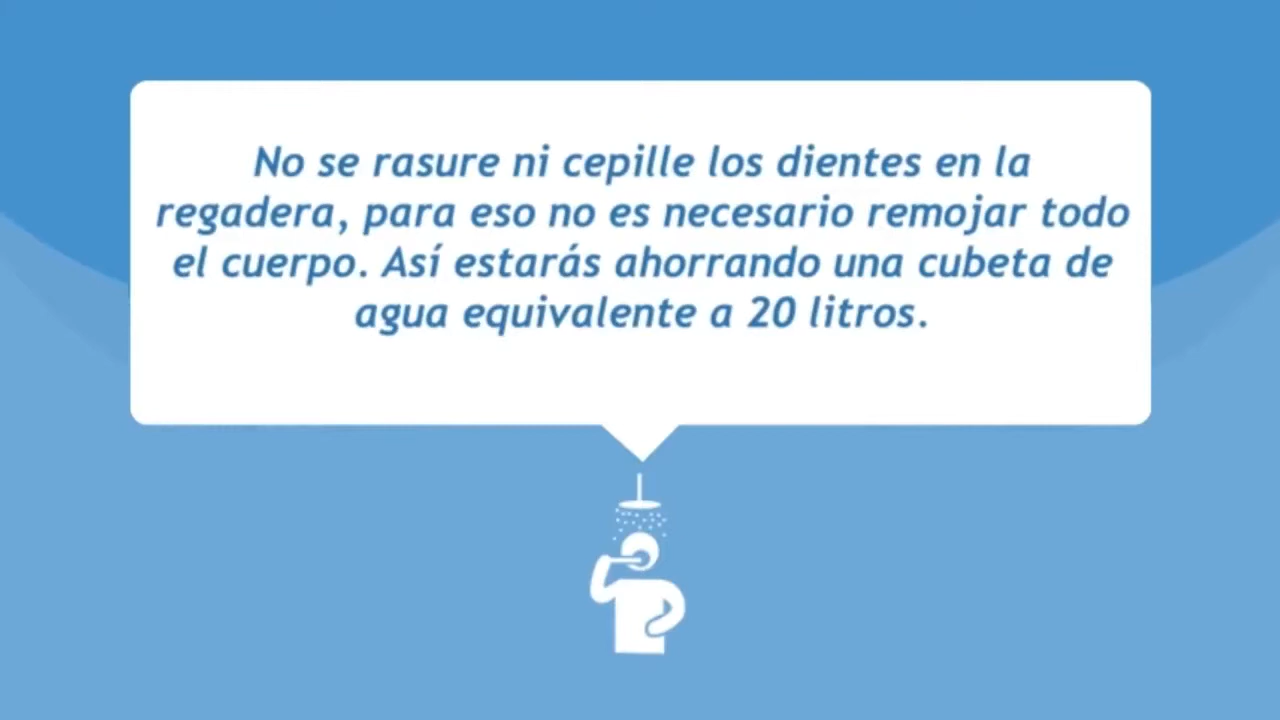 No se rasure ni cepille los dientes en la
regadera, para eso no es necesario remojar todo
el cuerpo. Así estarás ahorrando una cubeta de
agua equivalente a 20 litros.